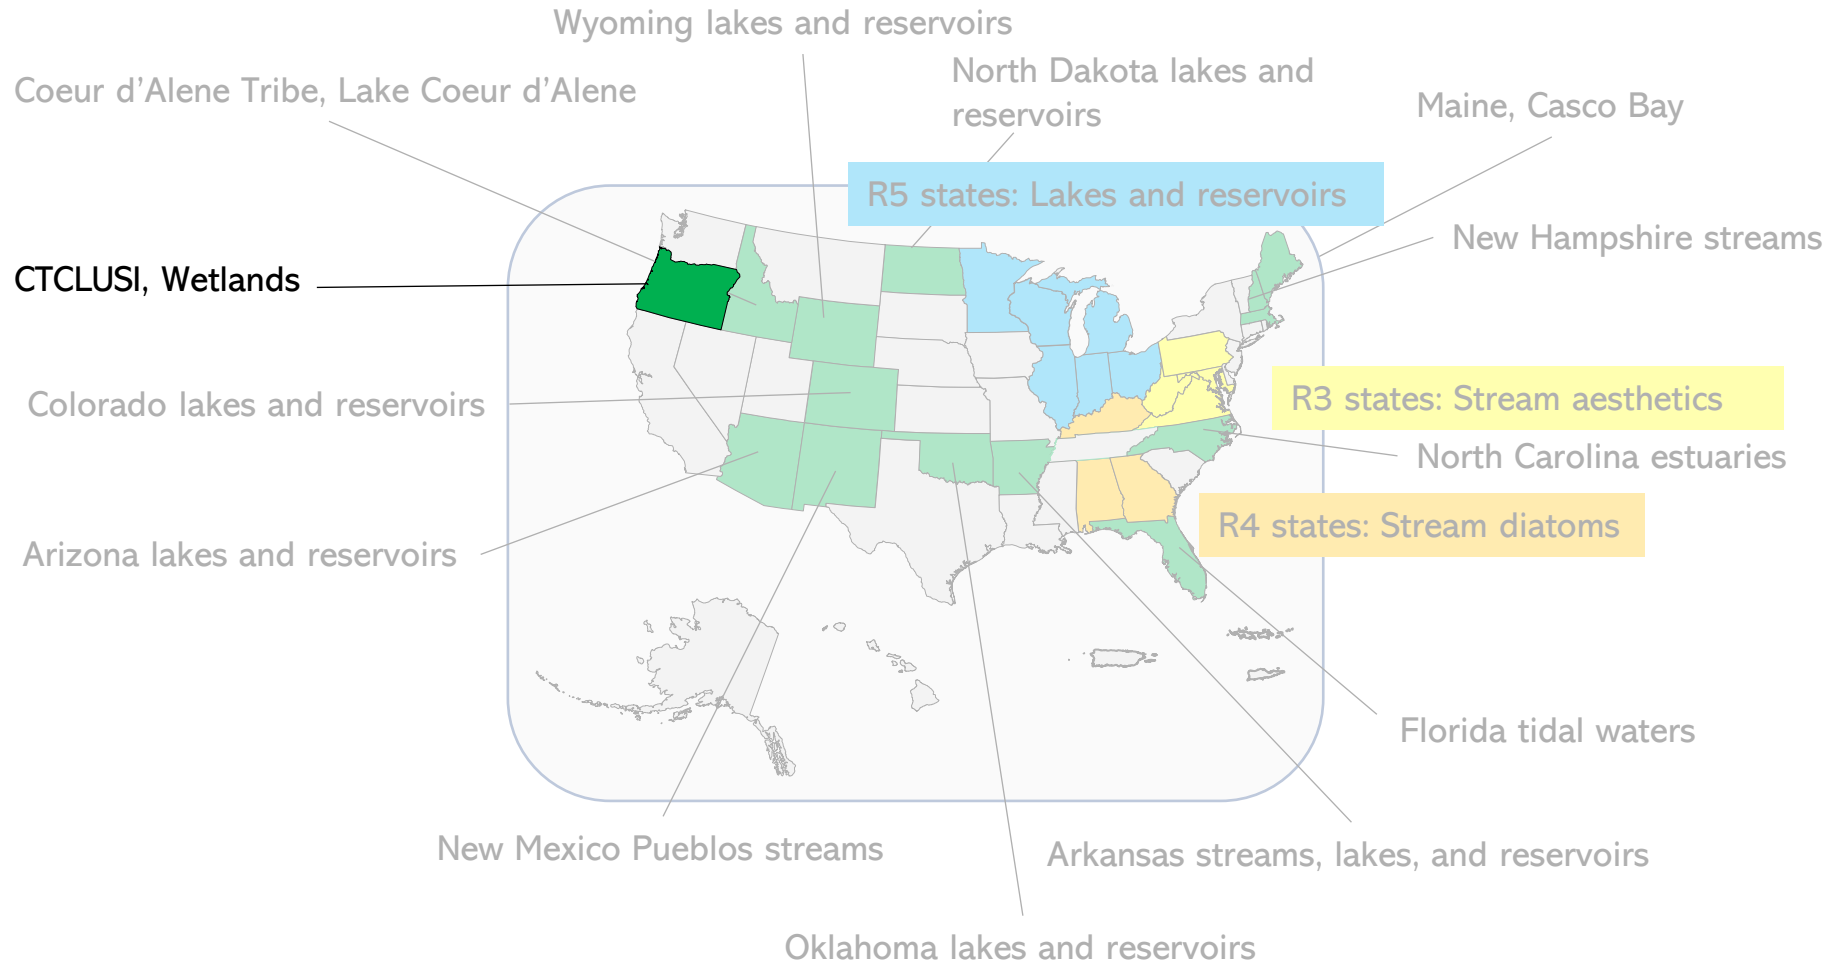 Wyoming lakes and reservoirs
North Dakota lakes and
reservoirs
Coeur d’Alene Tribe, Lake Coeur d’Alene
Maine, Casco Bay
R5 states: Lakes and reservoirs
New Hampshire streams
CTCLUSI, Wetlands
Colorado lakes and reservoirs
R3 states: Stream aesthetics
North Carolina estuaries
R4 states: Stream diatoms
Arizona lakes and reservoirs
Florida tidal waters
New Mexico Pueblos streams
Arkansas streams, lakes, and reservoirs
Oklahoma lakes and reservoirs